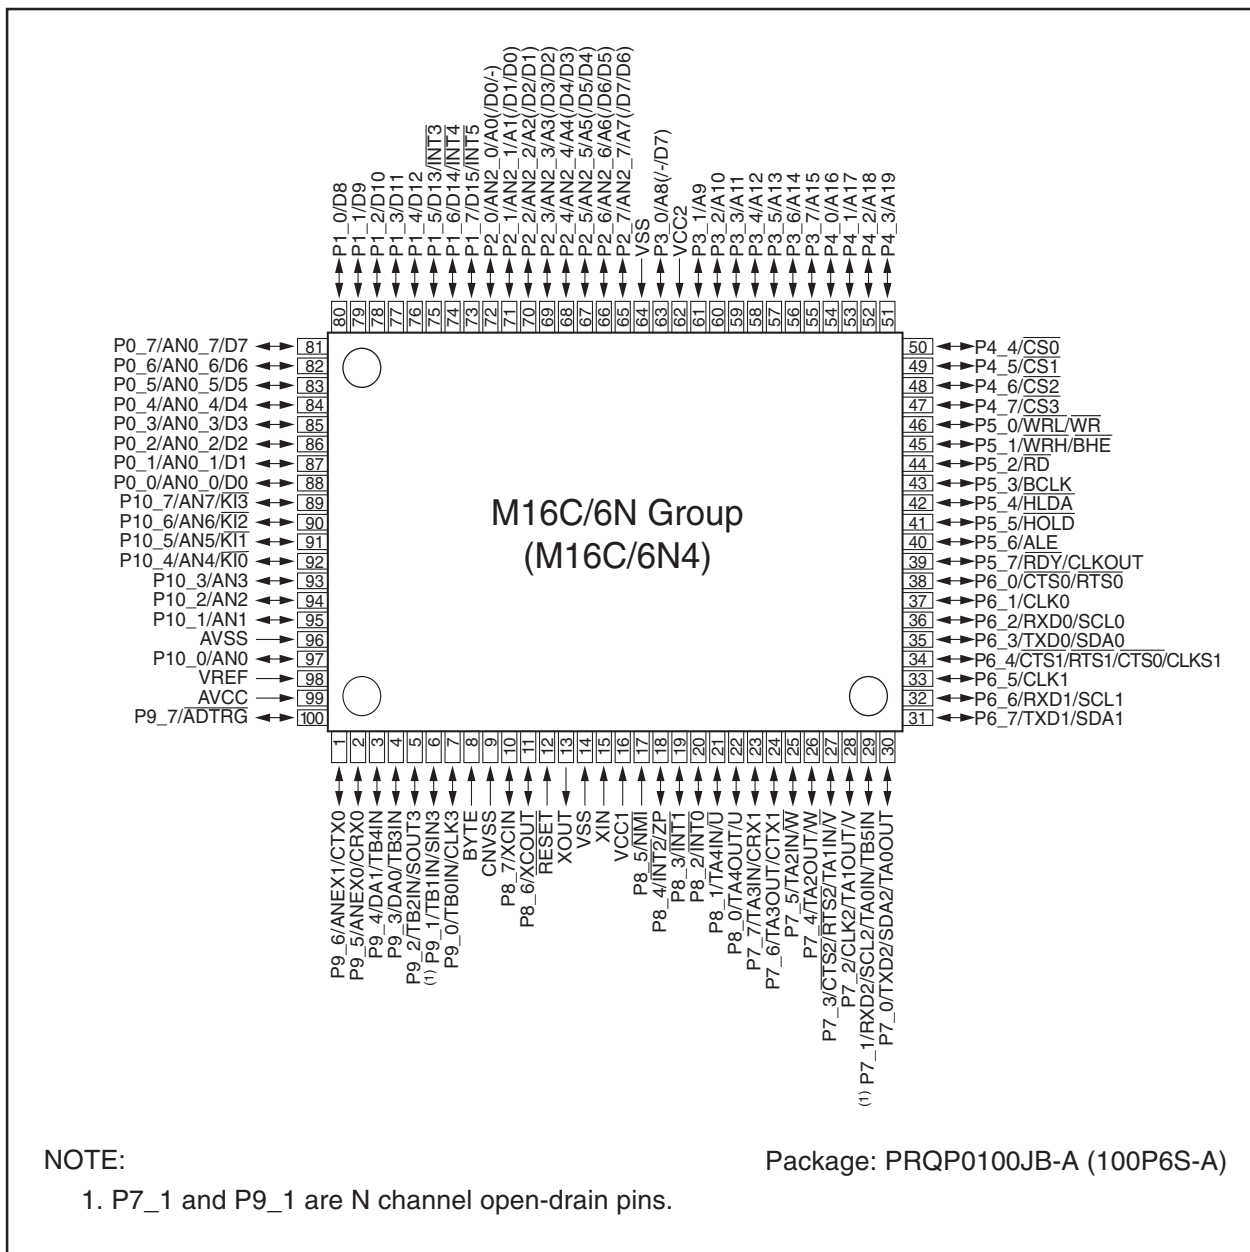 P1_0/D8
P1_1/D9
P1_2/D10
P1_3/D11
P1_4/D12
P1_5/D13/INT3
P1_6/D14/INT4
P1_7/D15/INT5
P2_0/AN2_0/A0(/D0/-)
P2_1/AN2_1/A1(/D1/D0)
P2_2/AN2_2/A2(/D2/D1)
P2_3/AN2_3/A3(/D3/D2)
P2_4/AN2_4/A4(/D4/D3)
P2_5/AN2_5/A5(/D5/D4)
P2_6/AN2_6/A6(/D6/D5)
P2_7/AN2_7/A7(/D7/D6)
VSS
P3_0/A8(/-/D7)
VCC2
P3_1/A9
P3_2/A10
P3_3/A11
P3_4/A12
P3_5/A13
P3_6/A14
P3_7/A15
P4_0/A16
P4_1/A17
P4_2/A18
P4_3/A19
80 79 78 77 76 75 74 73 72 71 70 69 68 67 66 65 64 63 62 61 60 59 58 57 56 55 54 53 52 51
P0_7/AN0_7/D7 81
P0_6/AN0_6/D6 82
P0_5/AN0_5/D5 83
P0_4/AN0_4/D4 84
P0_3/AN0_3/D3 85
P0_2/AN0_2/D2 86
P0_1/AN0_1/D1 87
P0_0/AN0_0/D0 88
P10_7/AN7/KI3 89
P10_6/AN6/KI2 90
P10_5/AN5/KI1 91
P10_4/AN4/KI0 92
P10_3/AN3 93
P10_2/AN2 94
P10_1/AN1 95
AVSS 96
P10_0/AN0 97
VREF 98
AVCC 99
P9_7/ADTRG 100
M16C/6N Group
(M16C/6N4)
50 P4_4/CS0
49 P4_5/CS1
48 P4_6/CS2
47 P4_7/CS3
46 P5_0/WRL/WR
45 P5_1/WRH/BHE
44 P5_2/RD
43 P5_3/BCLK
42 P5_4/HLDA
41 P5_5/HOLD
40 P5_6/ALE
39 P5_7/RDY/CLKOUT
38 P6_0/CTS0/RTS0
37 P6_1/CLK0
36 P6_2/RXD0/SCL0
35 P6_3/TXD0/SDA0
34 P6_4/CTS1/RTS1/CTS0/CLKS1
33 P6_5/CLK1
32 P6_6/RXD1/SCL1
31 P6_7/TXD1/SDA1
1 2 3 4 5 6 7 8 9 10 11 12 13 14 15 16 17 18 19 20 21 22 23 24 25 26 27 28 29 30
P9_6/ANEX1/CTX0
P9_5/ANEX0/CRX0
P9_4/DA1/TB4IN
P9_3/DA0/TB3IN
P9_2/TB2IN/SOUT3
(1) P9_1/TB1IN/SIN3
P9_0/TB0IN/CLK3
BYTE
CNVSS
P8_7/XCIN
P8_6/XCOUT
RESET
XOUT
VSS
XIN
VCC1
P8_5/NMI
P8_4/INT2/ZP
P8_3/INT1
P8_2/INT0
P8_1/TA4IN/U
P8_0/TA4OUT/U
P7_7/TA3IN/CRX1
P7_6/TA3OUT/CTX1
P7_5/TA2IN/W
P7_4/TA2OUT/W
P7_3/CTS2/RTS2/TA1IN/V
P7_2/CLK2/TA1OUT/V
(1) P7_1/RXD2/SCL2/TA0IN/TB5IN
P7_0/TXD2/SDA2/TA0OUT
NOTE:
Package: PRQP0100JB-A (100P6S-A)
1. P7_1 and P9_1 are N channel open-drain pins.